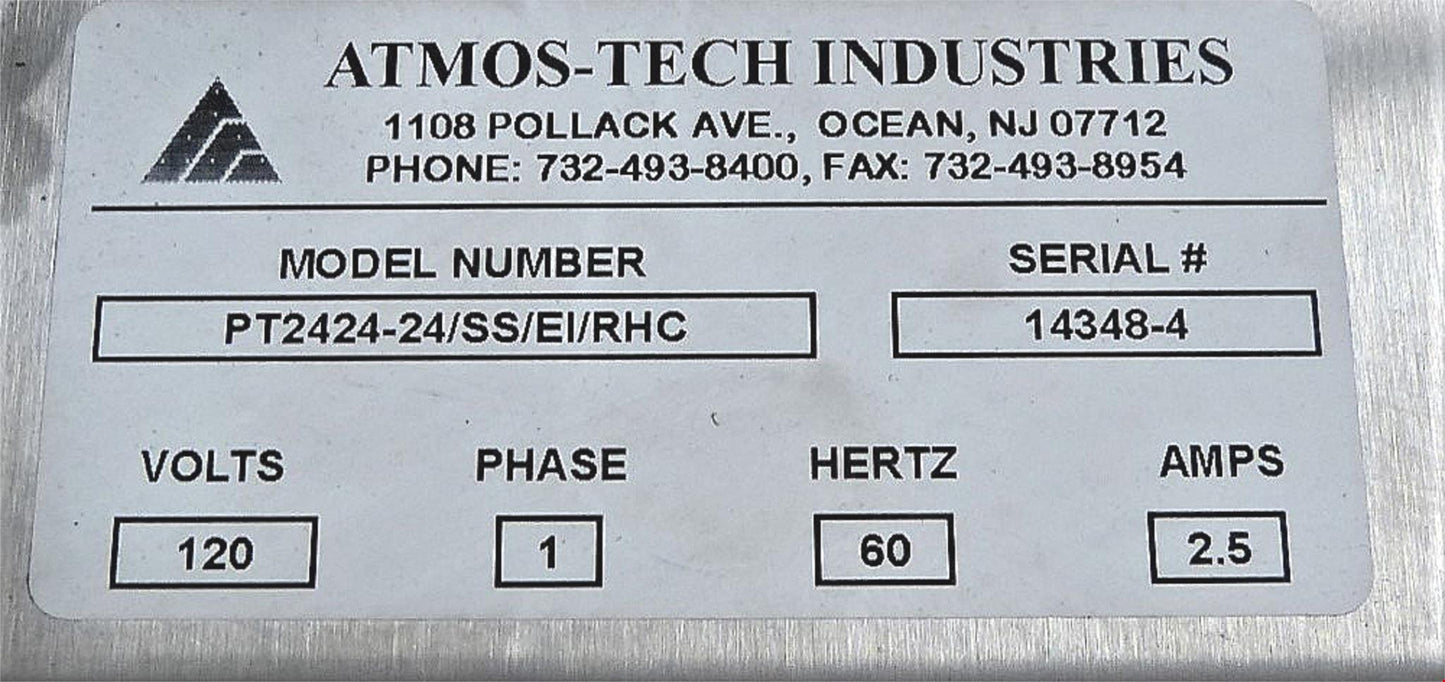 ATMOS-TECH INDUSTRIES
1108 POLLACK AVE., OCEAN, NJ 07712
PHONE: 732-493-8400, FAX: 732-493-8954
MODEL NUMBER SERIAL #
PT2424-24/SS/EI/RHC 14348-4
VOLTS PHASE HERTZ AMPS
120 1 60 2.5